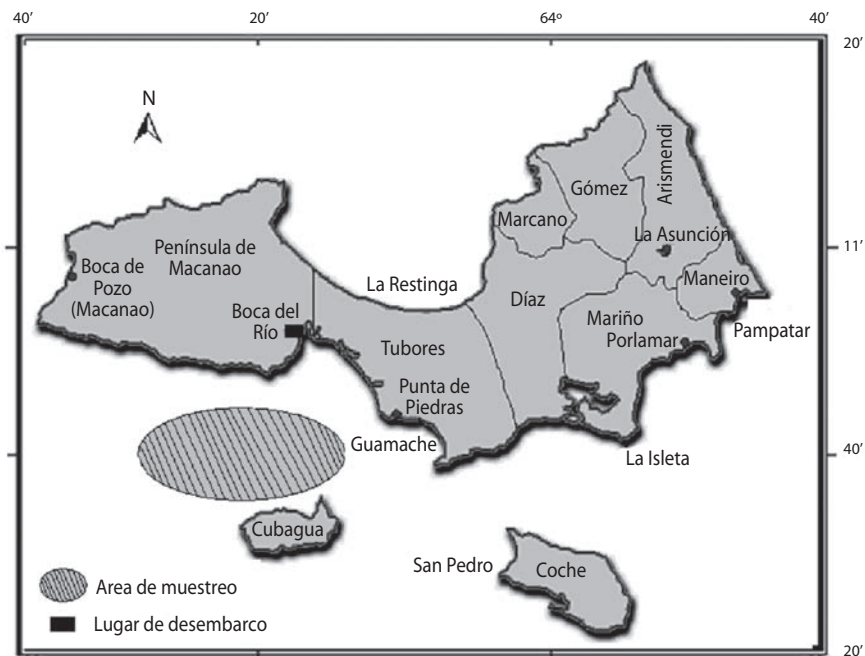 40′ 20′ 64º 40′
20′
N
Arismendi
Gómez
Marcano
La Asunción
11′
Península de
Macanao
Boca de
Pozo
(Macanao)
La Restinga
Maneiro
Díaz
Boca del
Río
Mariño
Porlamar
Pampatar
Tubores
Punta de
Piedras
Guamache
40′
La Isleta
Cubagua
San Pedro
Coche
Area de muestreo
Lugar de desembarco
20′